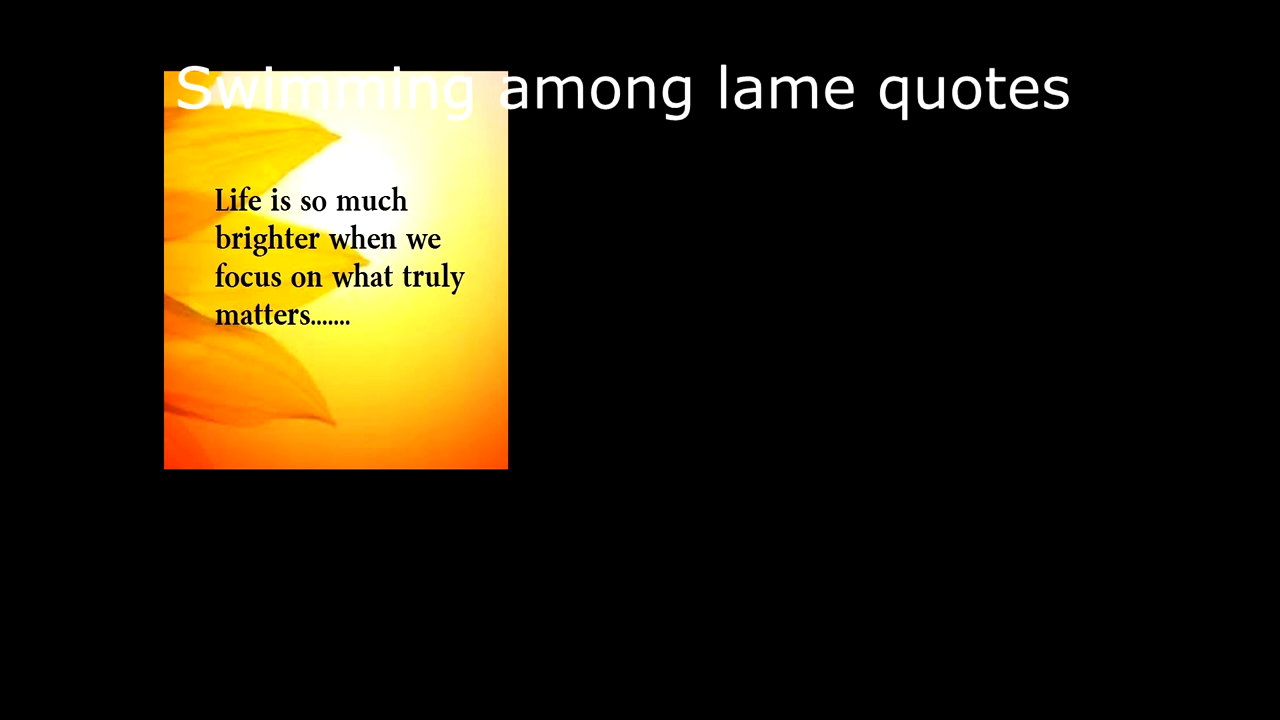 Swimming among lame quotes
Life is so much
brighter when we
focus on what truly
matters.......